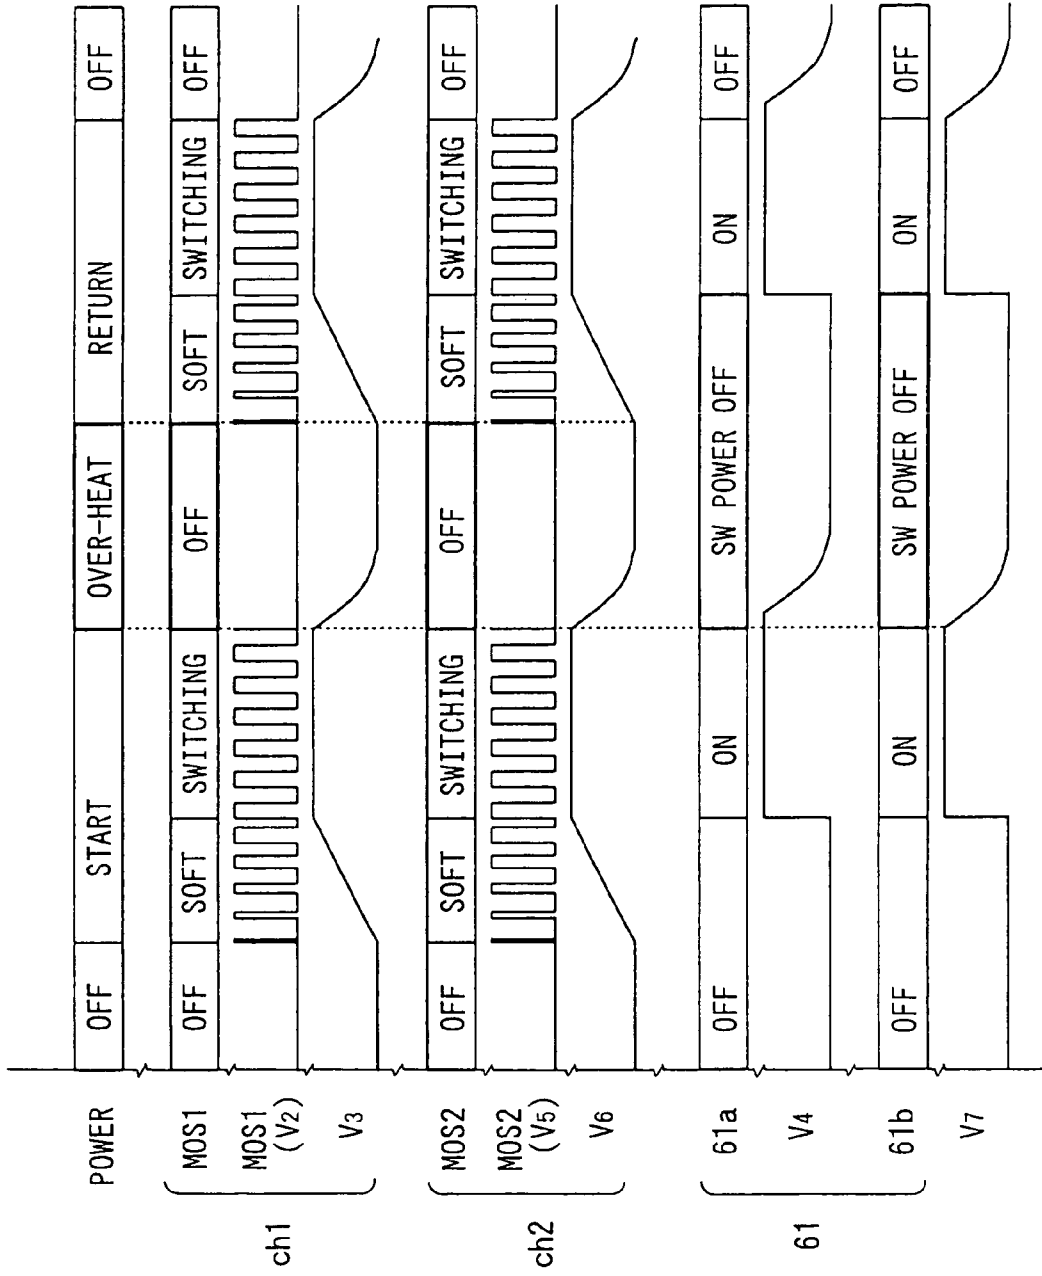 POWER OFF START OVER-HEAT RETURN OFF
ch1
MOS1 OFF SOFT SWITCHING OFF SOFT SWITCHING OFF
MOS1
(V2)
V3
ch2
MOS2 OFF SOFT SWITCHING OFF SOFT SWITCHING OFF
MOS2
(V5)
V6
61
61a OFF ON SW POWER OFF ON OFF
V4
61b OFF ON SW POWER OFF ON OFF
V7